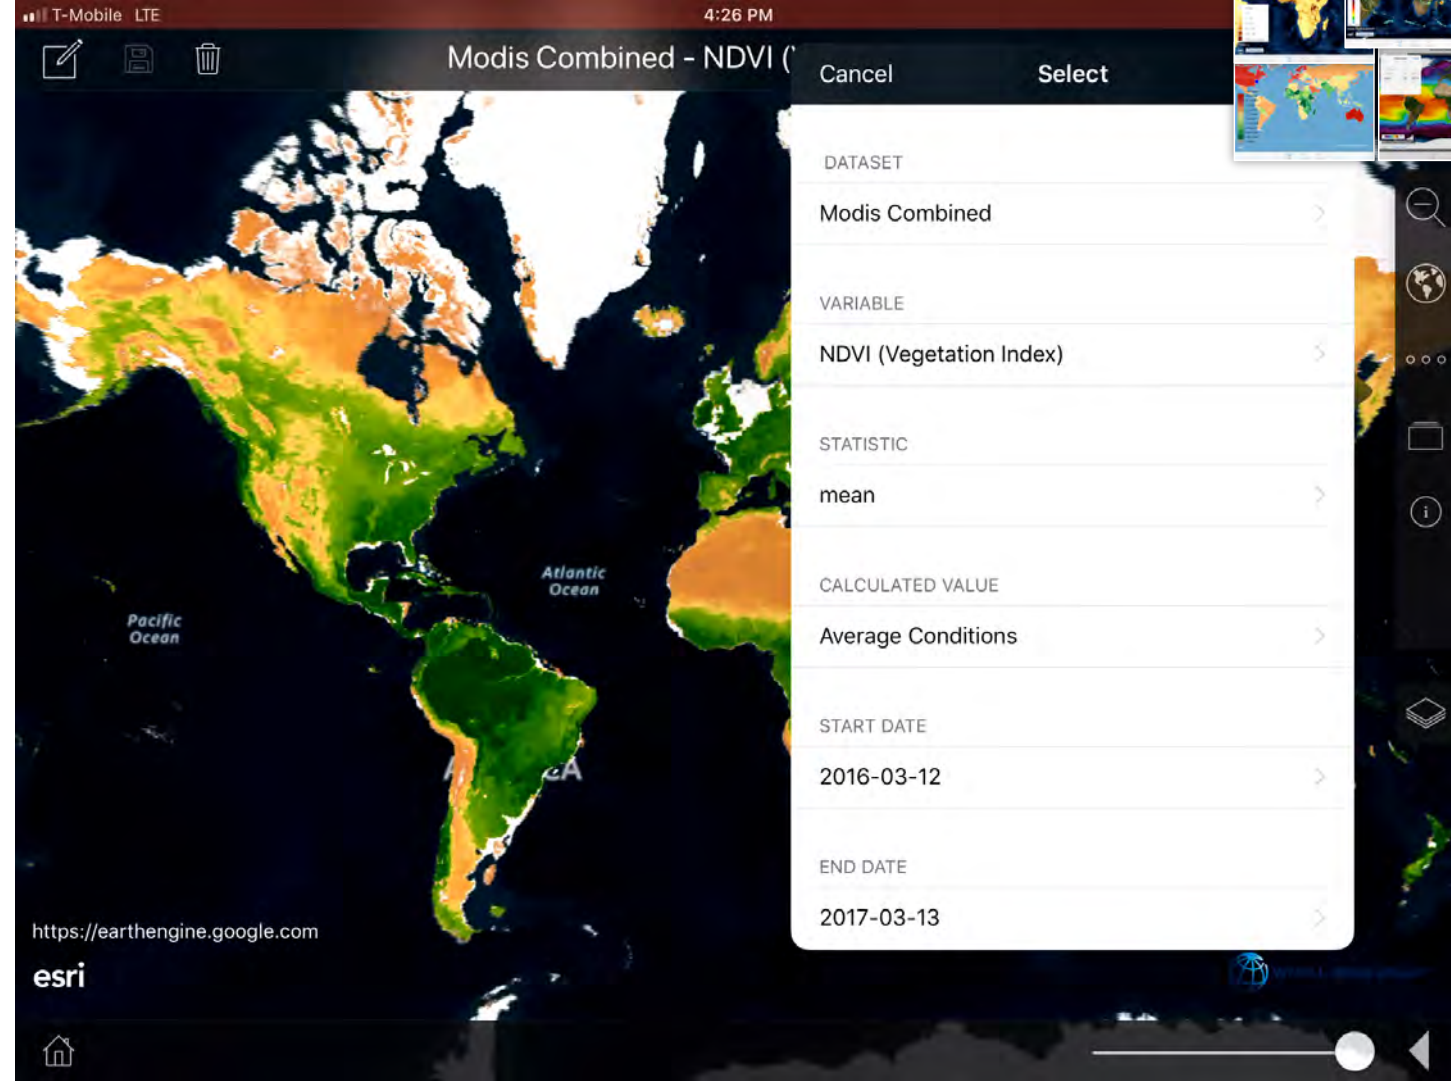 T-Mobile LTE
4:26 PM
Modis Combined - NDVI (
Cancel
Select
DATASET
Modis Combined
VARIABLE
NDVI (Vegetation Index)
STATISTIC
mean
CALCULATED VALUE
Average Conditions
START DATE
2016-03-12
END DATE
2017-03-13
Atlantic
Ocean
Pacific
Ocean
https://earthengine.google.com
esri